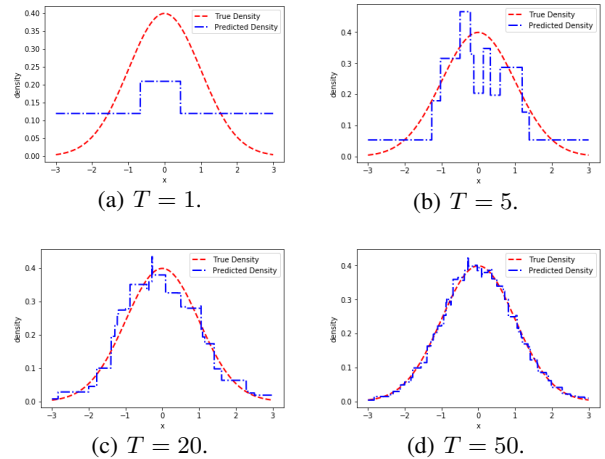 True Density
Predicted Density
0.40
0.35
0.30
0.25
0.20
0.15
0.10
0.05
0.00
density
−3 −2 −1 0 1 2 3
x
(a) T = 1.
True Density
Predicted Density
0.4
0.3
0.2
0.1
0.0
density
−3 −2 −1 0 1 2 3
x
(b) T = 5.
True Density
Predicted Density
0.4
0.3
0.2
0.1
0.0
density
−3 −2 −1 0 1 2 3
x
(c) T = 20.
True Density
Predicted Density
0.4
0.3
0.2
0.1
0.0
density
−3 −2 −1 0 1 2 3
x
(d) T = 50.